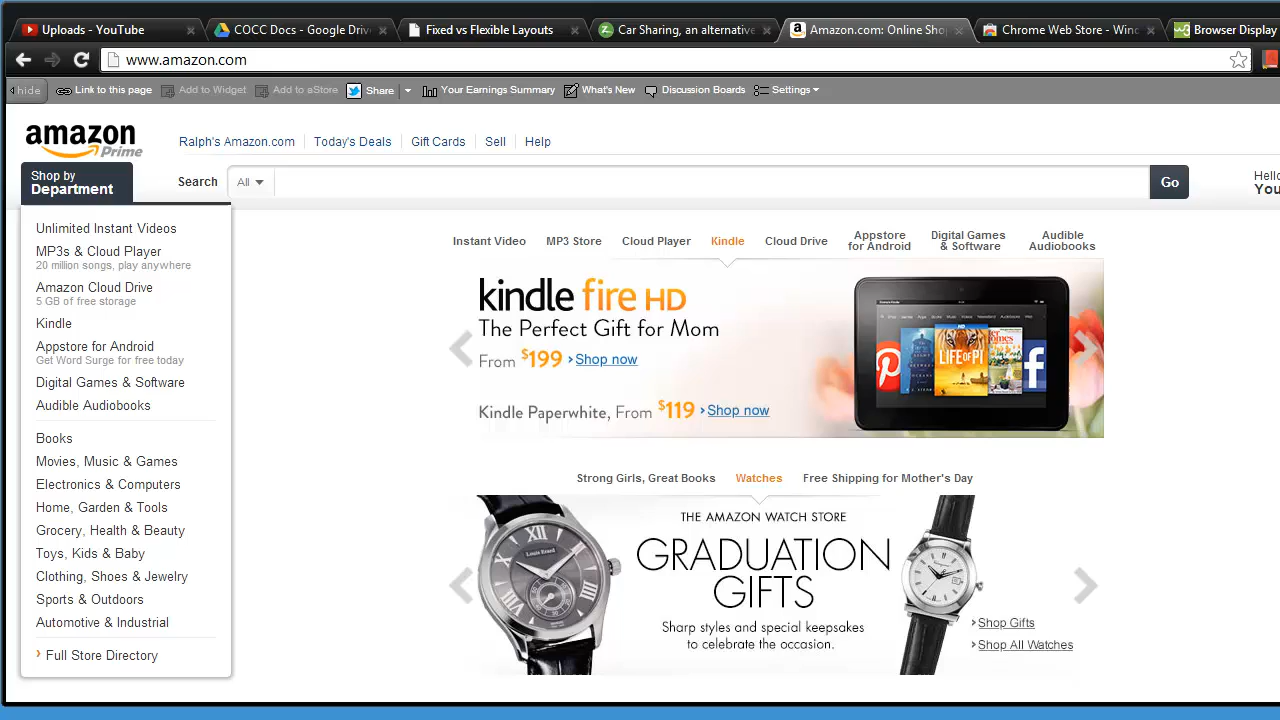 Uploads - YouTube
COCC Docs - Google Driv
Fixed vs Flulible Layouts
Car Sharing, an alternative
Amazon.com: Online Shop
Chrome Web Store - Wind
Browser Display
www.amazon.com
hide
Link to this page
Add to Widget
Add to aStore
Share
Your Earnings Summary
What's New
Discussion Boards
Settings
amazon
Prime
Ralph's Amazon.com
Today's Deals
Gift Cards
Sell
Help
Shop by
Department
Search
All
Go
Hello
You
Unlimited Instant Videos
MP3s & Cloud Player
20 million songs, play anywhere
Amazon Cloud Drive
5 GB of free storage
Kindle
Appstore for Android
Get Word Surge for free today
Digital Games & Software
Audible Audiobooks
Books
Movies, Music & Games
Electronics & Computers
Home, Garden & Tools
Grocery, Health & Beauty
Toys, Kids & Baby
Clothing, Shoes & Jewelry
Sports & Outdoors
Automotive & Industrial
Full Store Directory
Instant Video
MP3 Store
Cloud Player
Kindle
Cloud Drive
Appstore
for Android
Digital Games
& Software
Audible
Audiobooks
kindle fire HD
The Perfect Gift for Mom
From $199 Shop now
Kindle Paperwhite, From $119 Shop now
LIFE OF PI
Strong Girls, Great Books
Watches
Free Shipping for Mother's Day
THE AMAZON WATCH STORE
GRADUATION
GIFTS
Sharp styles and special keepsakes
to celebrate the occasion.
Louis Erard
Shop Gifts
Shop All Watches